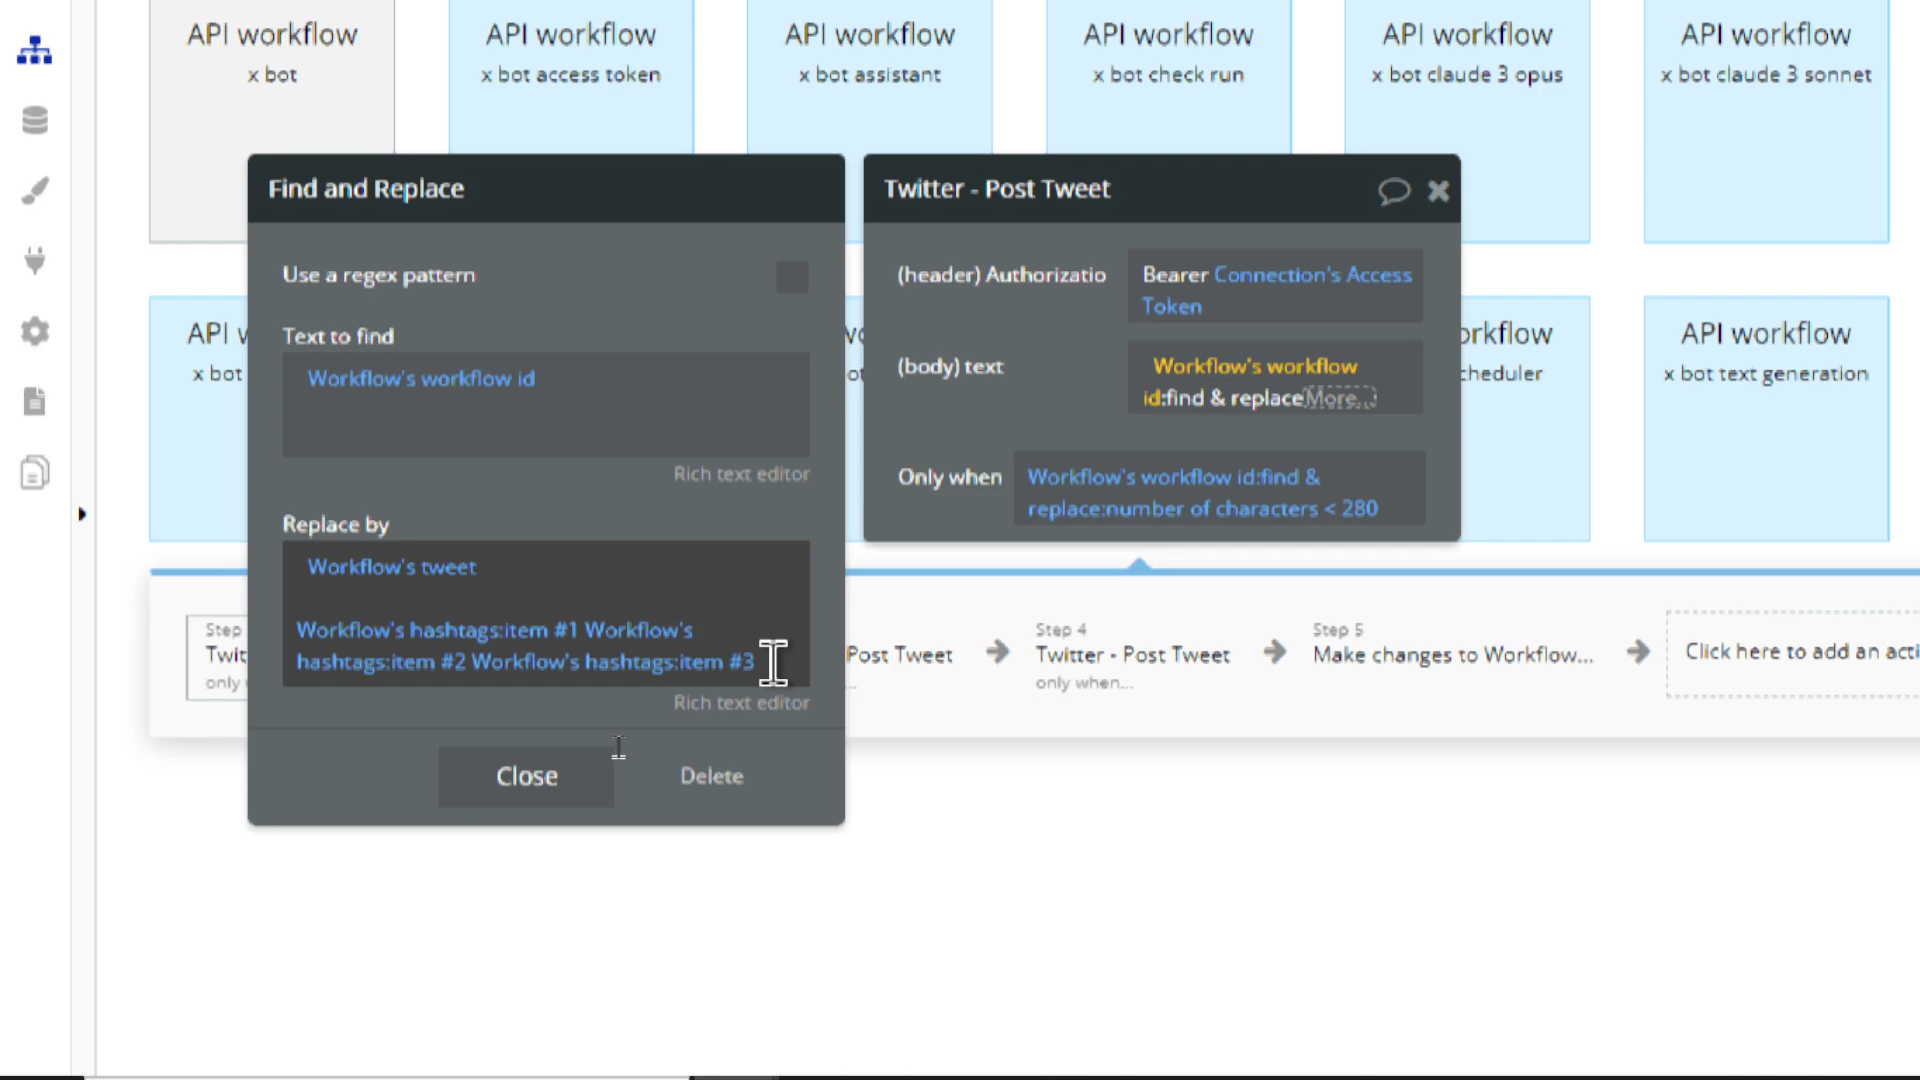 API workflow
x bot
API workflow
x bot access token
API workflow
x bot assistant
API workflow
x bot check run
API workflow
x bot claude 3 opus
API workflow
x bot claude 3 sonnet
Find and Replace
Use a regex pattern
Text to find
Workflow's workflow id
Rich text editor
Replace by
Workflow's tweet
Workflow's hashtags:item #1 Workflow's
hashtags:item #2 Workflow's hashtags:item #3
Rich text editor
Close
Delete
Twitter - Post Tweet
(header) Authorizatio
Bearer Connection's Access
Token
(body) text
Workflow's workflow
id:find & replace More...
Only when
Workflow's workflow id:find &
replace:number of characters < 280
API w
x bot
orkflow
cheduler
API workflow
x bot text generation
Step
Twit
only
Post Tweet
Step 4
Twitter - Post Tweet
only when...
Step 5
Make changes to Workflow...
Click here to add an acti